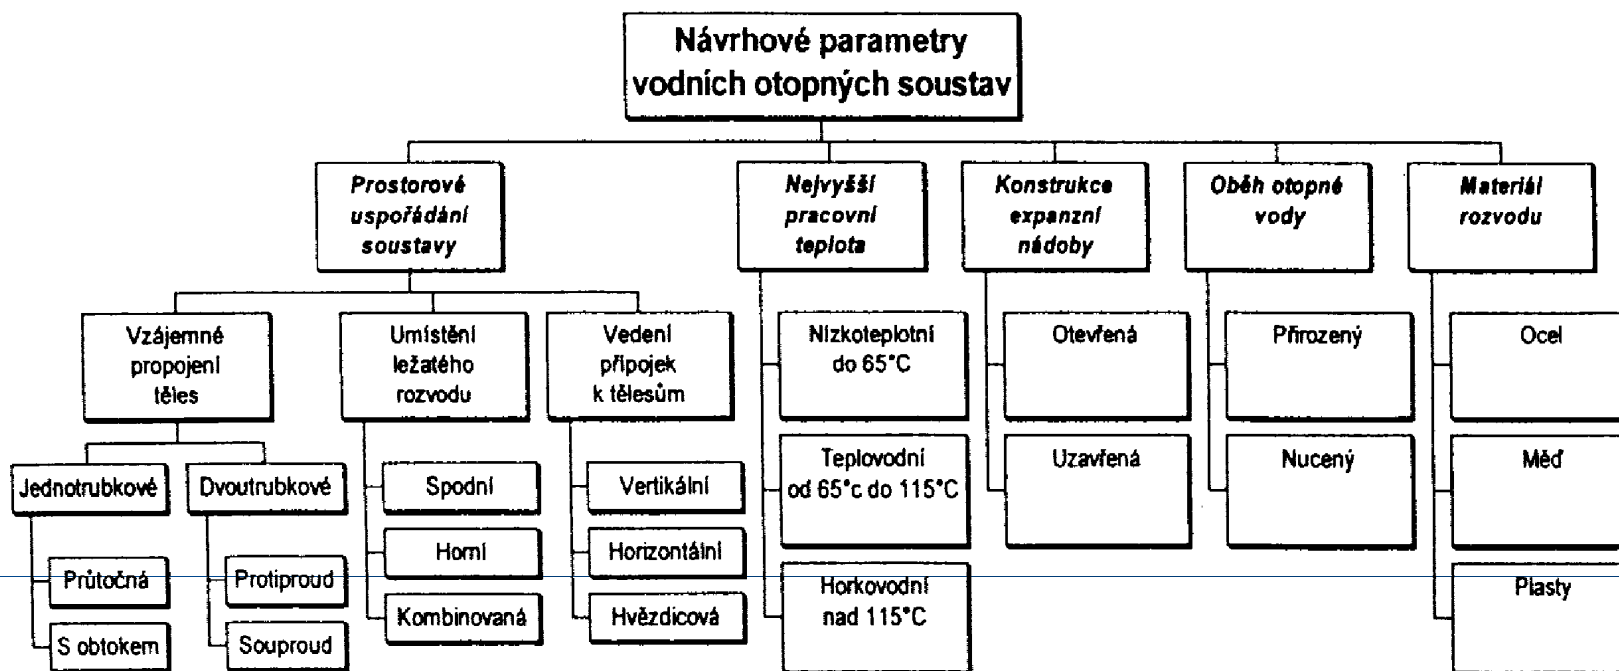 Návrhové parametry
vodních otopných soustav
Prostorové
uspořádání
soustavy
Nejvyšší
pracovní
teplota
Konstrukce
expanzní
nádoby
Oběh otopné
vody
Materiál
rozvodu
Vzájemné
propojení
těles
Umístění
ležatého
rozvodu
Vedení
přípojek
k tělesům
Nízkoteplotní
do 65°C
Otevřená
Přirozený
Ocel
Jednotrubkové
Dvoutrubkové
Spodní
Vertikální
Teplovodní
od 65°c do 115°C
Uzavřená
Nucený
Měď
Horní
Horizontální
Průtočná
Protiproud
Kombinovaná
Hvězdicová
Horkovodní
nad 115°C
Plasty
S obtokem
Souproud